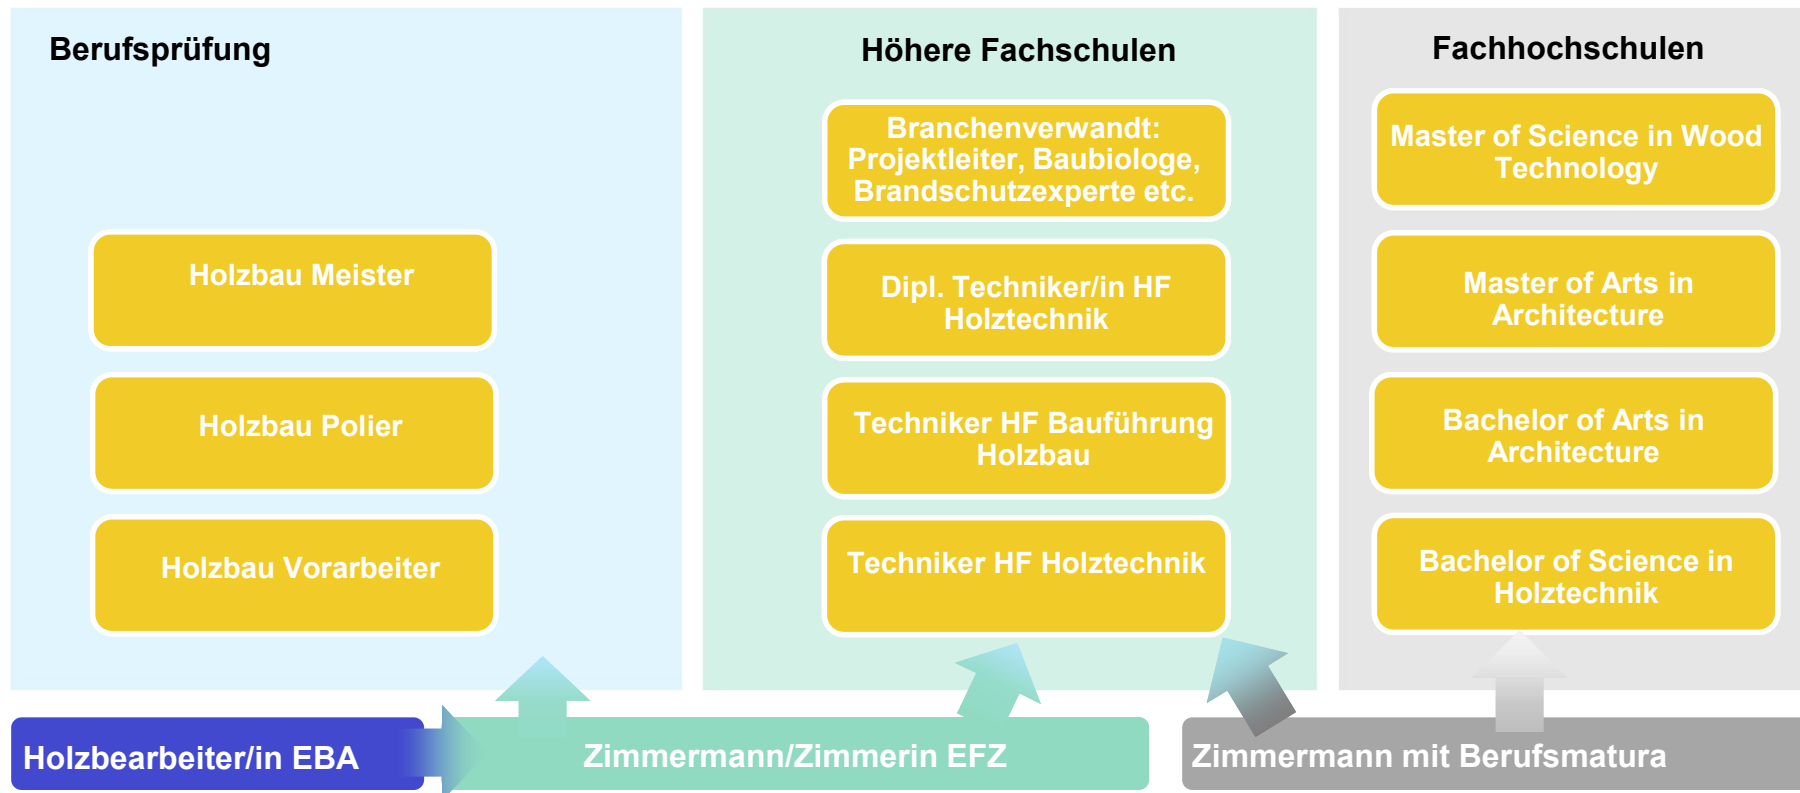 Berufsprüfung
Holzbau Meister
Holzbau Polier
Holzbau Vorarbeiter
Höhere Fachschulen
Branchenverwandt:
Projektleiter, Baubiologe,
Brandschutzexperte etc.
Dipl. Techniker/in HF
Holztechnik
Techniker HF Bauführung
Holzbau
Techniker HF Holztechnik
Fachhochschulen
Master of Science in Wood
Technology
Master of Arts in
Architecture
Bachelor of Arts in
Architecture
Bachelor of Science in
Holztechnik
Holzbearbeiter/in EBA
Zimmermann/Zimmerin EFZ
Zimmermann mit Berufsmatura